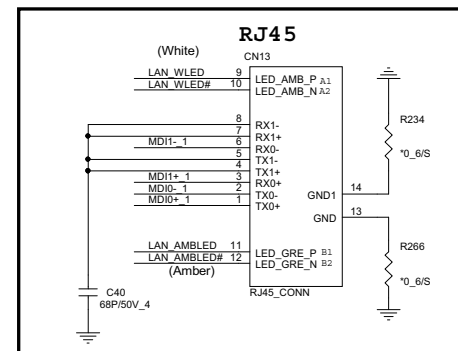 RJ45
(White)
CN13
LAN_WLED 9 LED_AMB_P A1
LAN_WLED# 10 LED_AMB_N A2
8 RX1-
7 RX1+
MDI1-_1 6 RX0-
5 TX1-
4 TX1+
MDI1+_1 3 RX0+
MDI0-_1 2 TX0-
MDI0+_1 1 TX0+
GND1 14
GND 13
R234
*0_6/S
LAN_AMBLED 11 LED_GRE_P B1
LAN_AMBLED# 12 LED_GRE_N B2
(Amber)
RJ45_CONN
R266
*0_6/S
C40
68P/50V_4